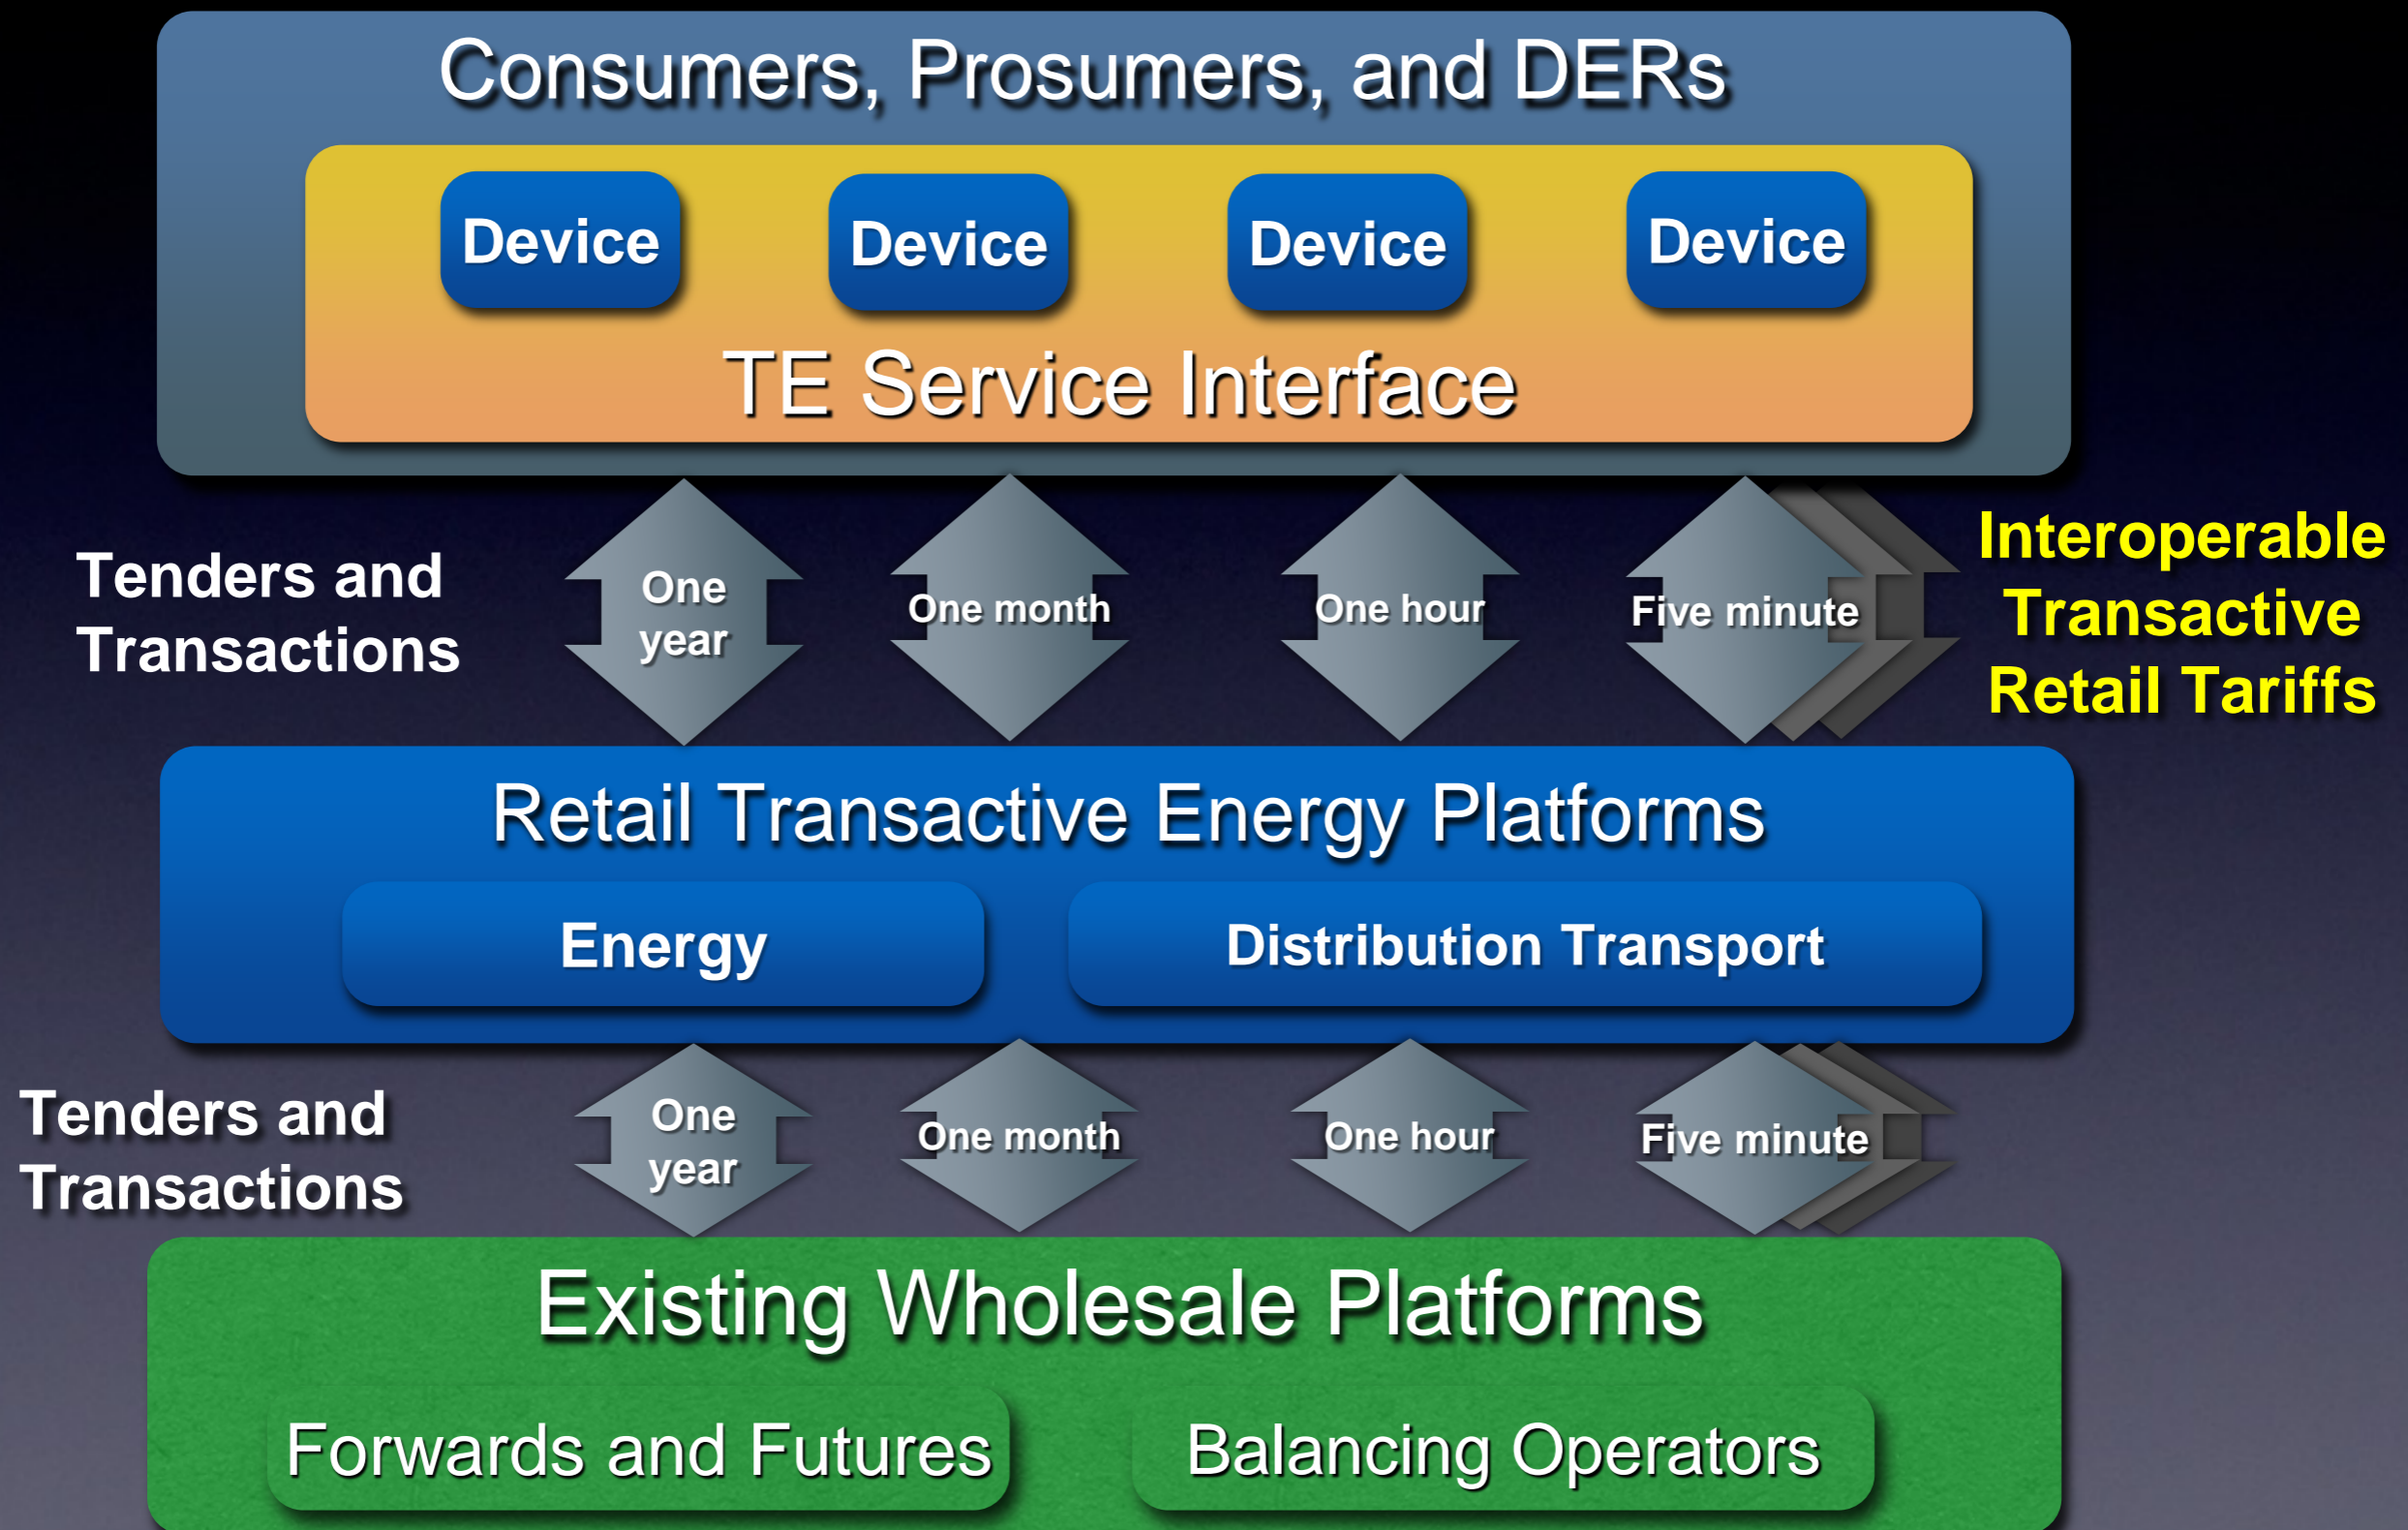 Consumers, Prosumers, and DERs
Device
Device
Device
Device
TE Service Interface
Tenders and
Transactions
One
year
One month
One hour
Five minute
Interoperable
Transactive
Retail Tariffs
Retail Transactive Energy Platforms
Energy
Distribution Transport
Tenders and
Transactions
One
year
One month
One hour
Five minute
Existing Wholesale Platforms
Forwards and Futures
Balancing Operators